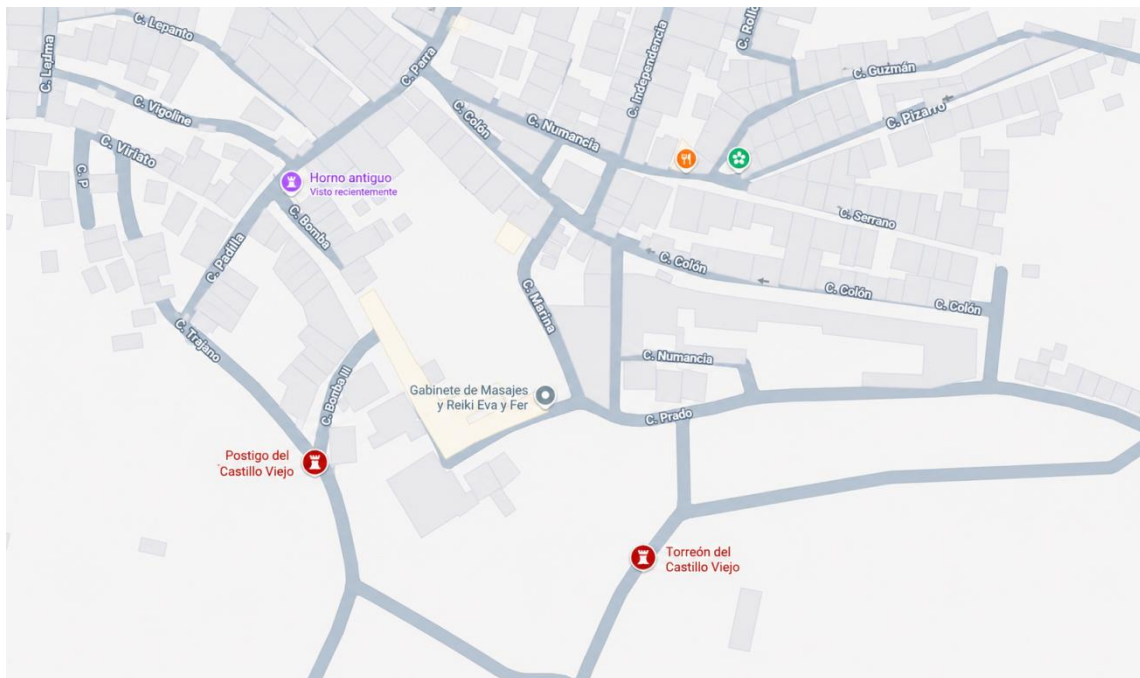 C. Lepanto
C. Ledma
C. Parra
C. Independencia
C. Rollo
C. Guzmán
C. Vigoline
C. Colón
C. Numancia
C. Pizarro
C. Viriato
C. P
Horno antiguo
Visto recientemente
C. Bomba
C. Serrano
C. Padilla
C. Colón
C. Colón
C. Colón
C. Marina
C. Trajano
C. Numancia
C. Bomba III
Gabinete de Masajes
y Reiki Eva y Fer
C. Prado
Postigo del
Castillo Viejo
Torreón del
Castillo Viejo